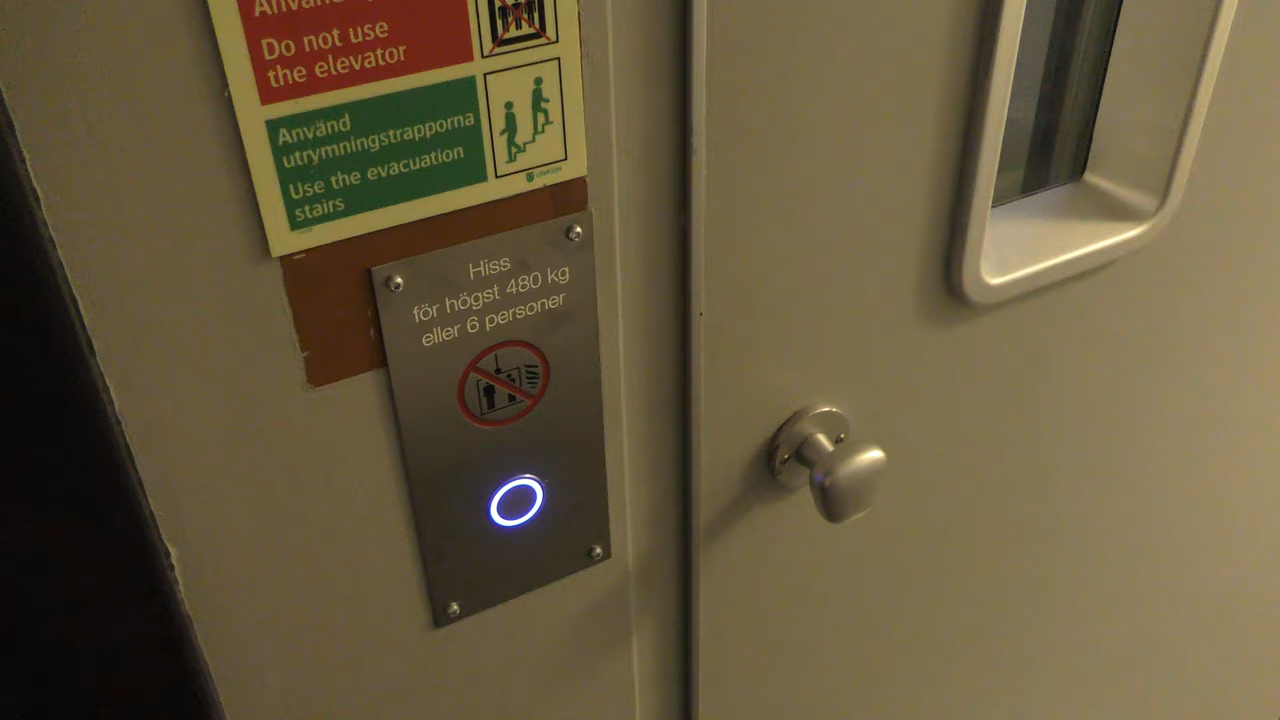 Använd
Do not use
the elevator
Använd
utrymningstrapporna
Use the evacuation
stairs
Hiss
för högst 480 kg
eller 6 personer